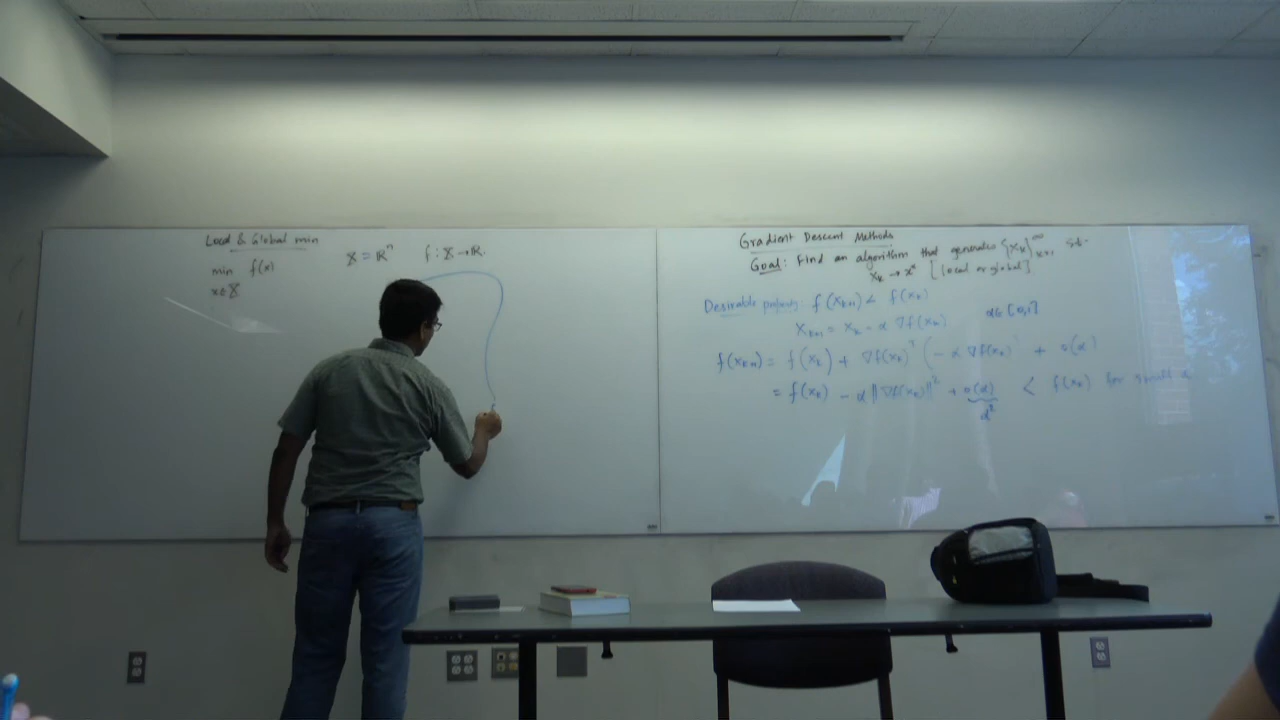 Local & Global min
X = ℝⁿ   f : X → ℝ.
min f(x)
x∈X
Gradient Descent Methods
Goal: Find an algorithm that generates {x_k}_{k=1}^∞ s.t.
x_k → x* [local or global]
Desirable property: f(x_{k+1}) < f(x_k)
x_{k+1} = x_k - α ∇f(x_k)   α∈[0,1]
f(x_{k+1}) = f(x_k) + ∇f(x_k)ᵀ (- α ∇f(x_k)) + o(α)
= f(x_k) - α ||∇f(x_k)||² + o(α) < f(x_k) for small α
α²